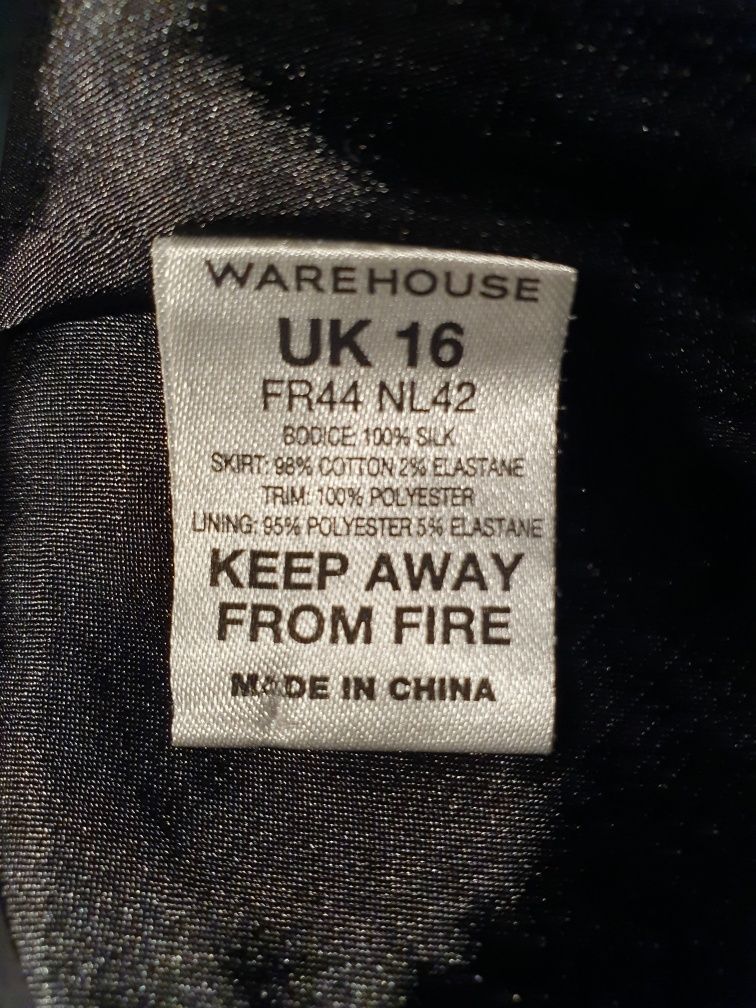 WAREHOUSE
UK 16
FR44 NL42
BODICE: 100% SILK
SKIRT: 98% COTTON 2% ELASTANE
TRIM: 100% POLYESTER
LINING: 95% POLYESTER 5% ELASTANE
KEEP AWAY
FROM FIRE
MADE IN CHINA